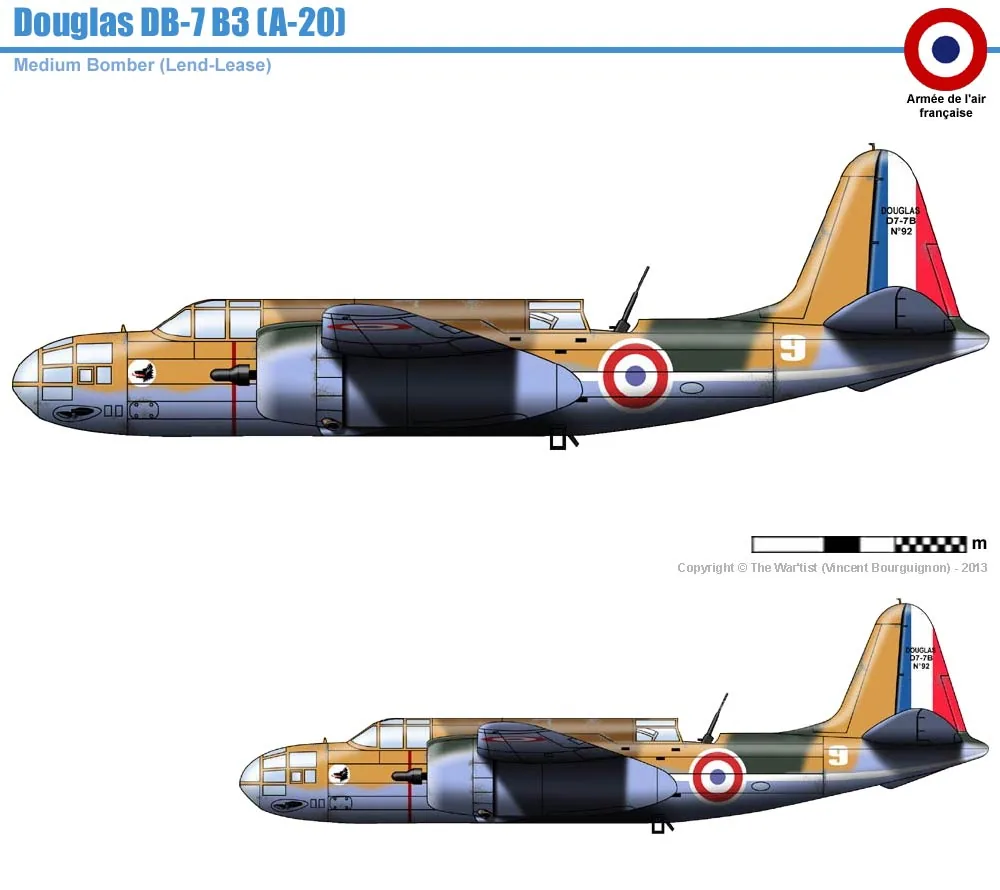 Douglas DB-7 B3 (A-20)
Medium Bomber (Lend-Lease)
Armée de l'air
française
DOUGLAS
D7-7B
N°92
9
m
Copyright © The War'tist (Vincent Bourguignon) - 2013
DOUGLAS
D7-7B
N°92
9